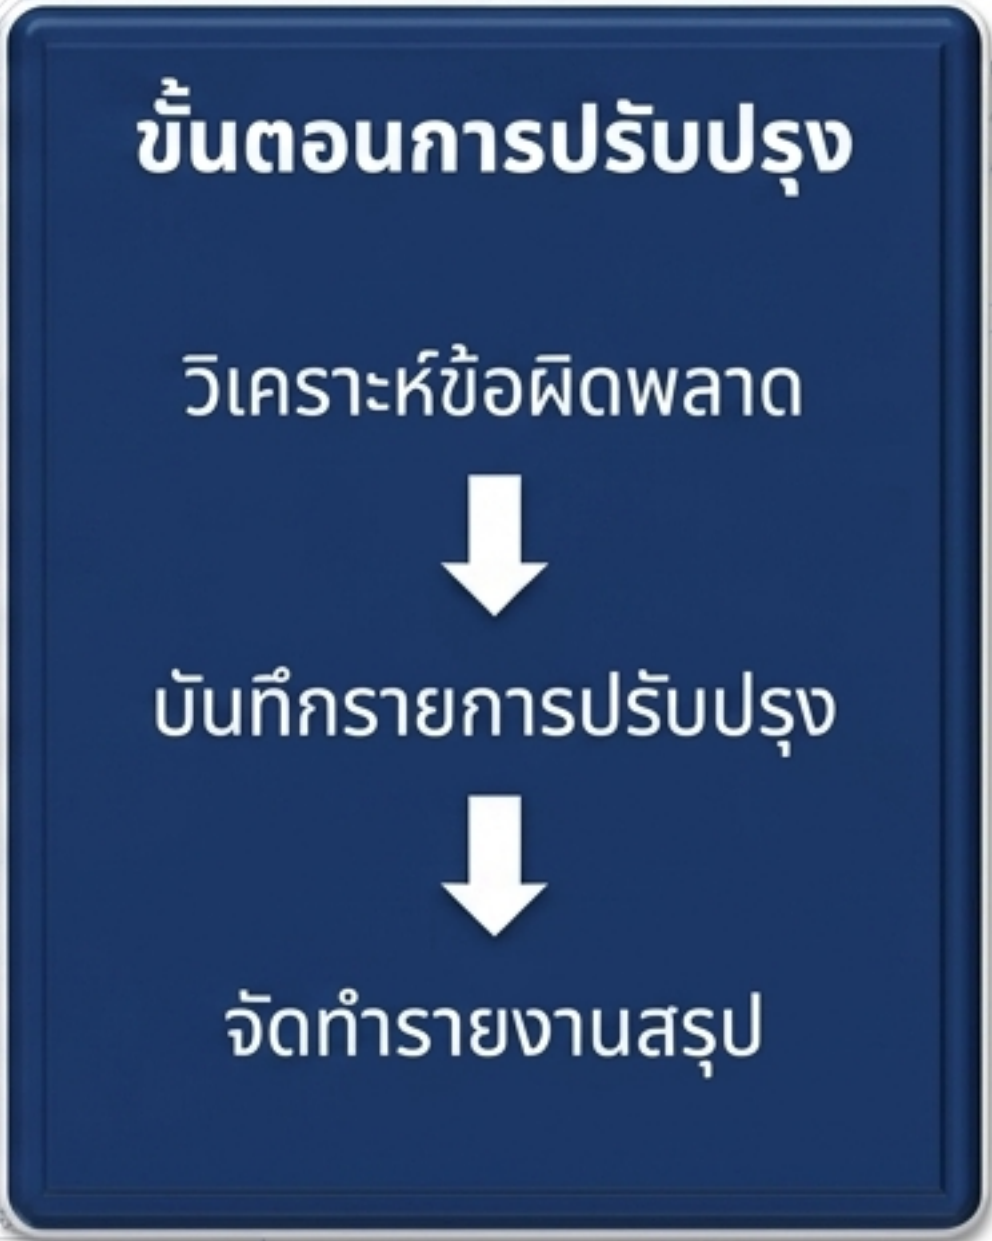 ขั้นตอนการปรับปรุง
วิเคราะห์ข้อผิดพลาด
บันทึกรายการปรับปรุง
จัดทำรายงานสรุป